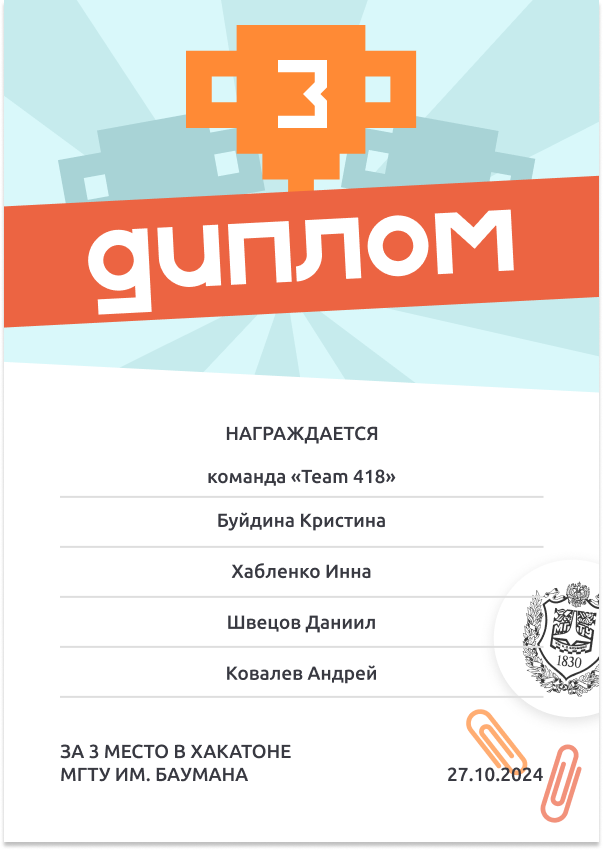 3
диплом
НАГРАЖДАЕТСЯ
команда «Team 418»
Буйдина Кристина
Хабленко Инна
Швецов Даниил
Ковалев Андрей
МГТУ
1830
ЗА 3 МЕСТО В ХАКАТОНЕ
МГТУ ИМ. БАУМАНА
27.10.2024